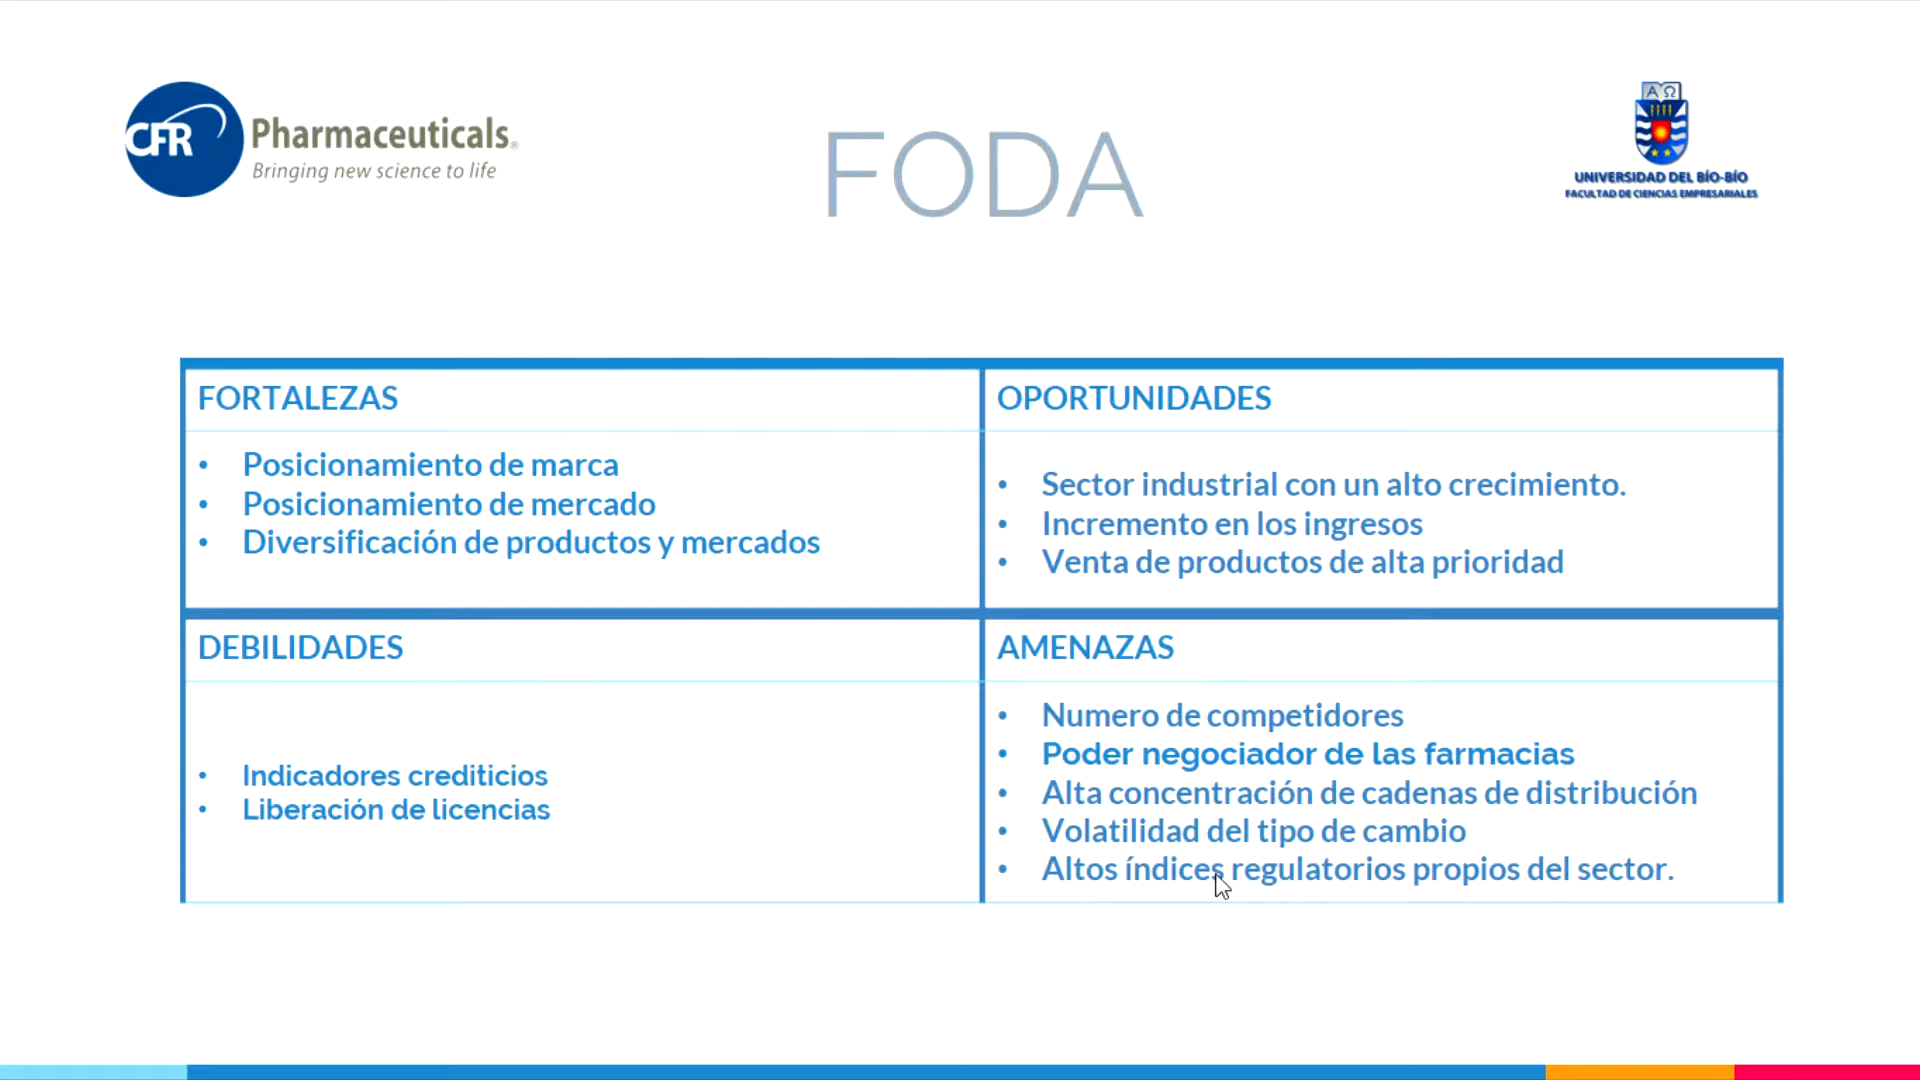 CFR Pharmaceuticals®
Bringing new science to life
FODA
ΑΩ
UNIVERSIDAD DEL BÍO-BÍO
FACULTAD DE CIENCIAS EMPRESARIALES
FORTALEZAS
• Posicionamiento de marca
• Posicionamiento de mercado
• Diversificación de productos y mercados
OPORTUNIDADES
• Sector industrial con un alto crecimiento.
• Incremento en los ingresos
• Venta de productos de alta prioridad
DEBILIDADES
• Indicadores crediticios
• Liberación de licencias
AMENAZAS
• Numero de competidores
• Poder negociador de las farmacias
• Alta concentración de cadenas de distribución
• Volatilidad del tipo de cambio
• Altos índices regulatorios propios del sector.